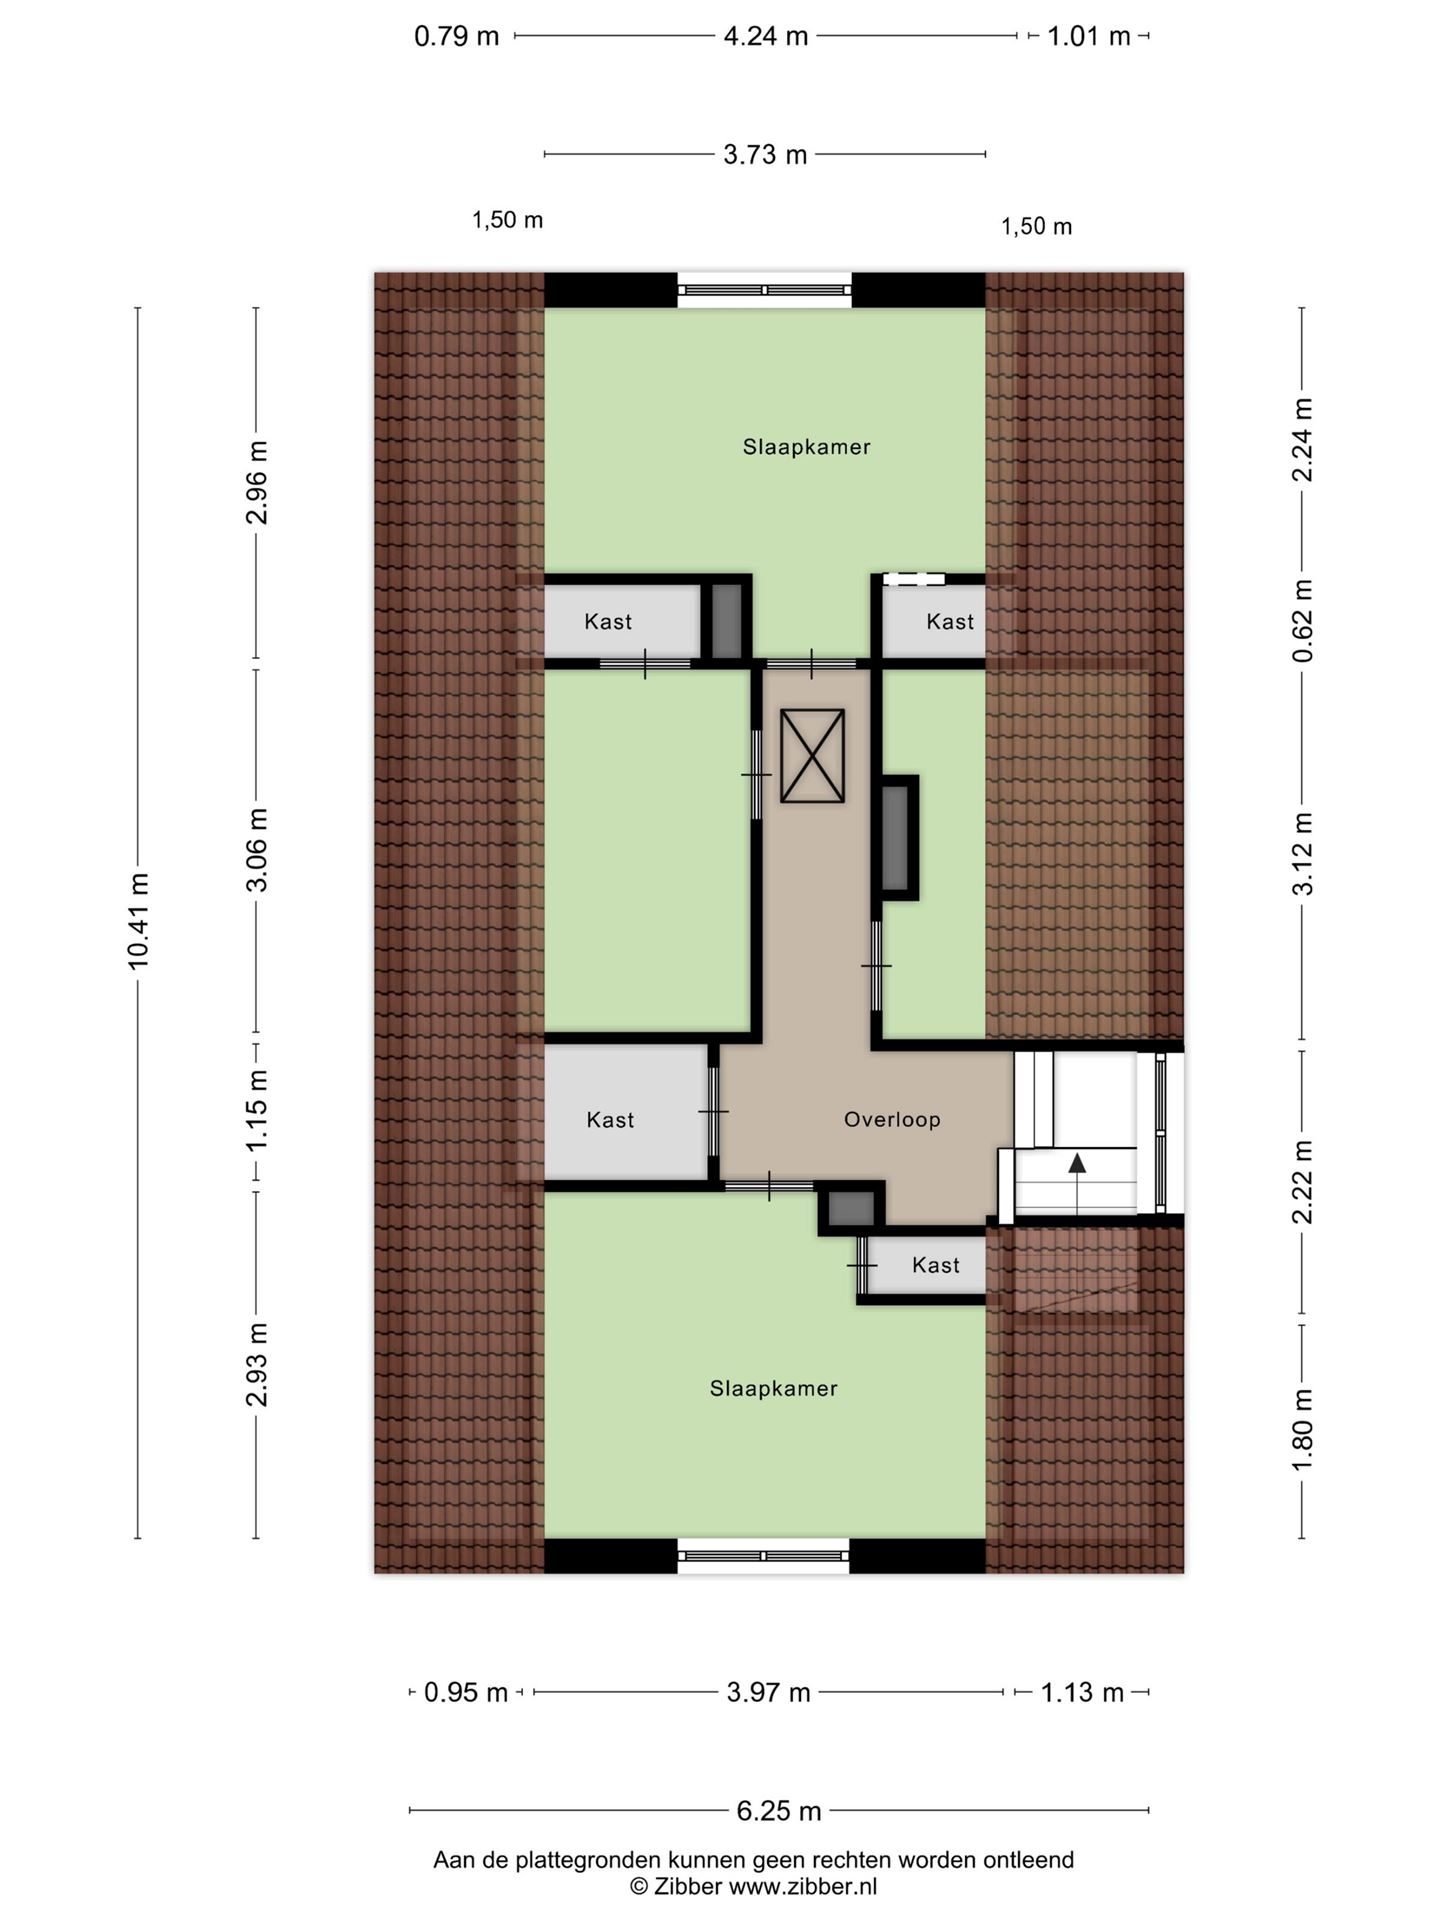 0.79 m 4.24 m 1.01 m
3.73 m
1,50 m 1,50 m
2.24 m
Slaapkamer
2.96 m
0.62 m
Kast Kast
3.12 m
3.06 m
10.41 m
1.15 m
Kast Overloop
2.22 m
Kast
2.93 m
Slaapkamer
1.80 m
0.95 m 3.97 m 1.13 m
6.25 m
Aan de plattegronden kunnen geen rechten worden ontleend
© Zibber www.zibber.nl